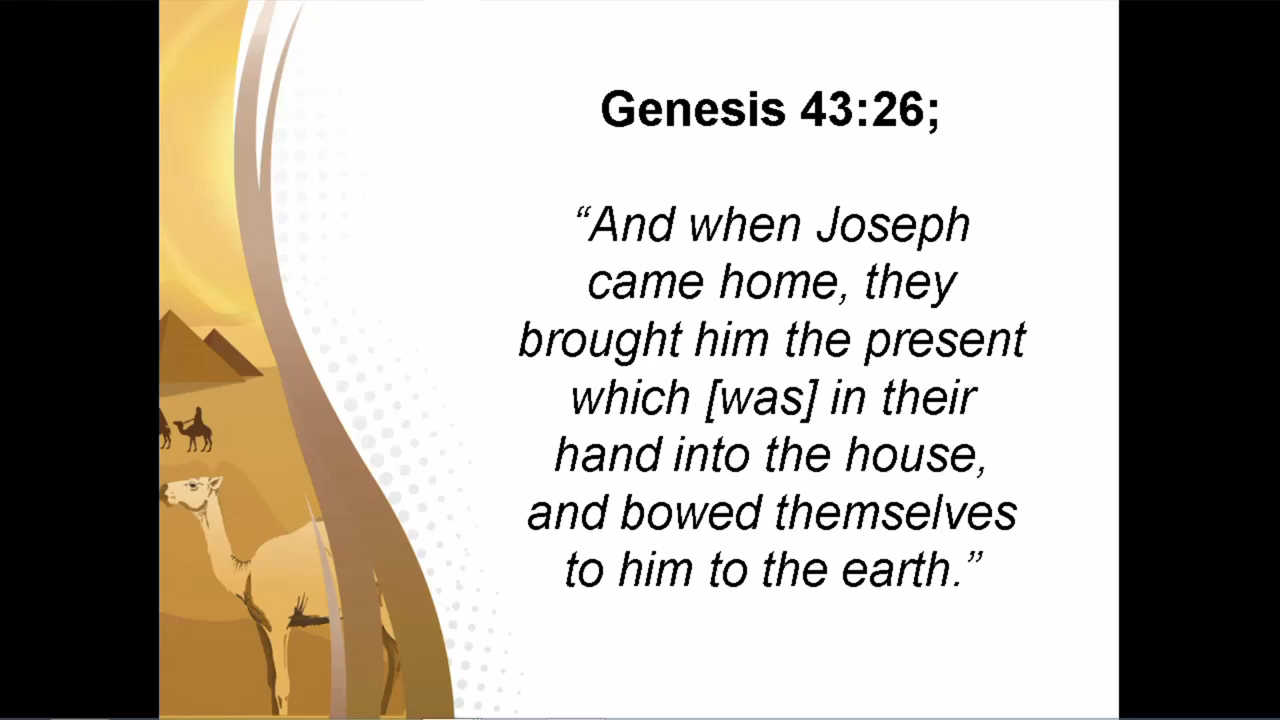 Genesis 43:26;
“And when Joseph
came home, they
brought him the present
which [was] in their
hand into the house,
and bowed themselves
to him to the earth.”